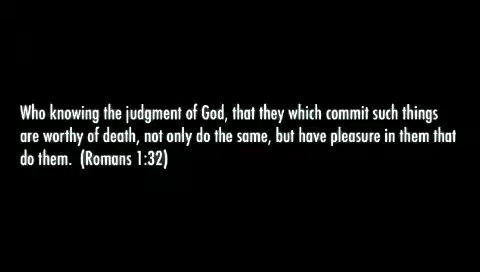 Who knowing the judgment of God, that they which commit such things
are worthy of death, not only do the same, but have pleasure in them that
do them.  (Romans 1:32)